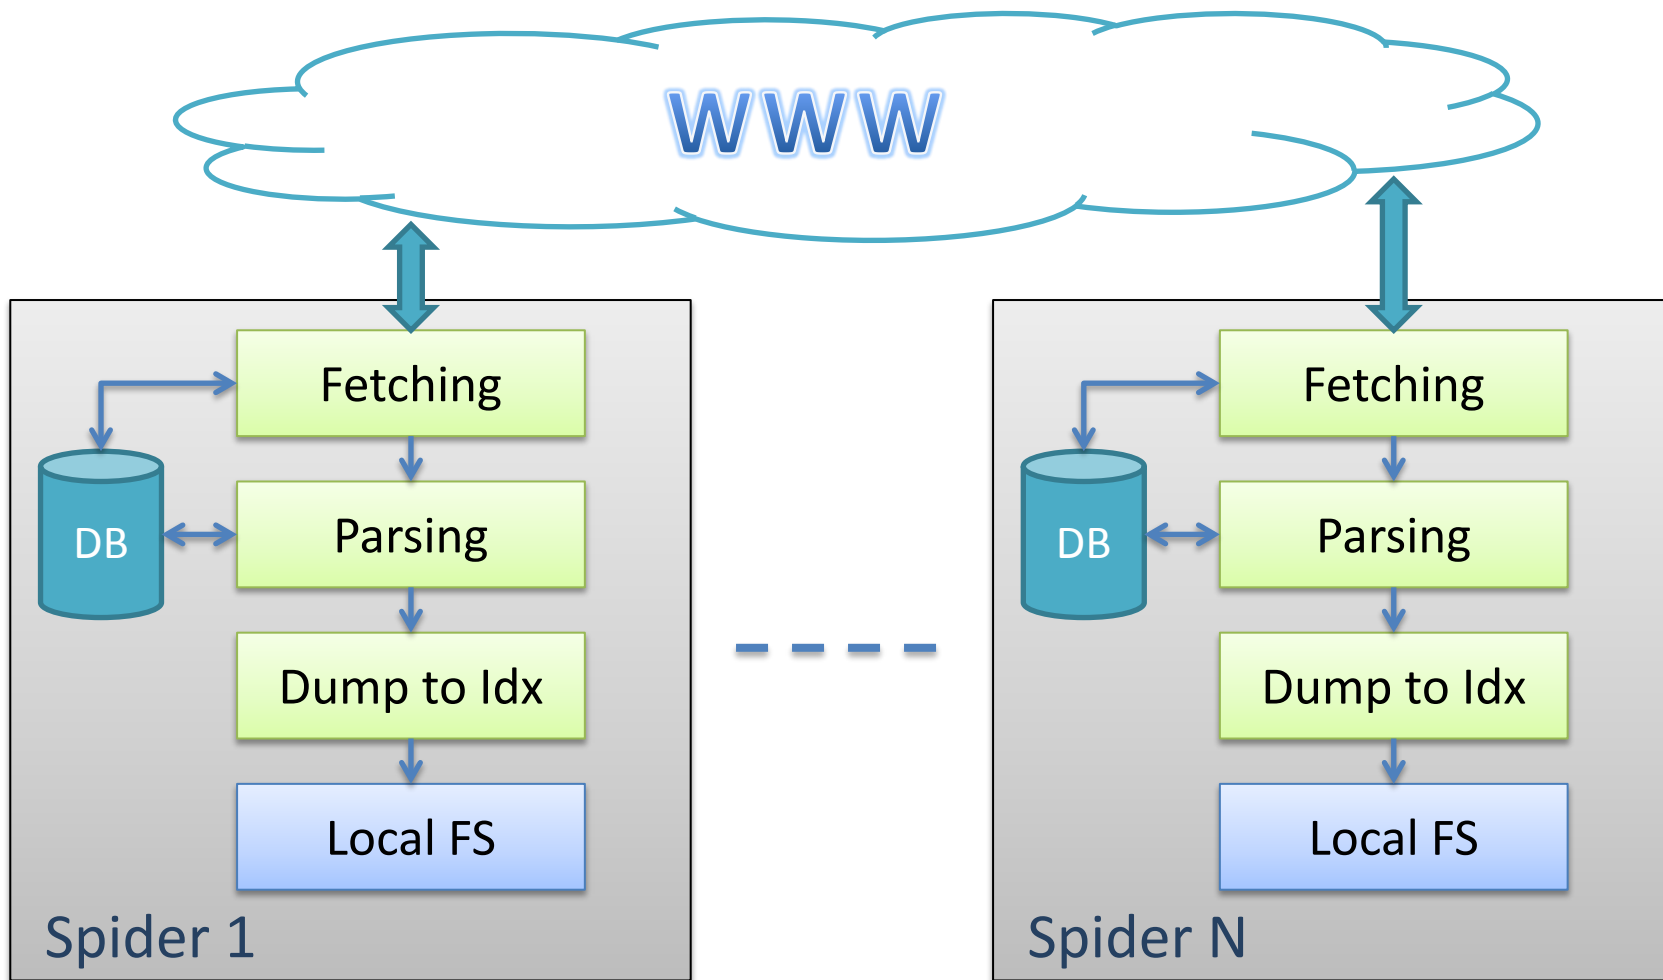 WWW
Fetching
Parsing
DB
Dump to Idx
Local FS
Spider 1
Fetching
Parsing
DB
Dump to Idx
Local FS
Spider N